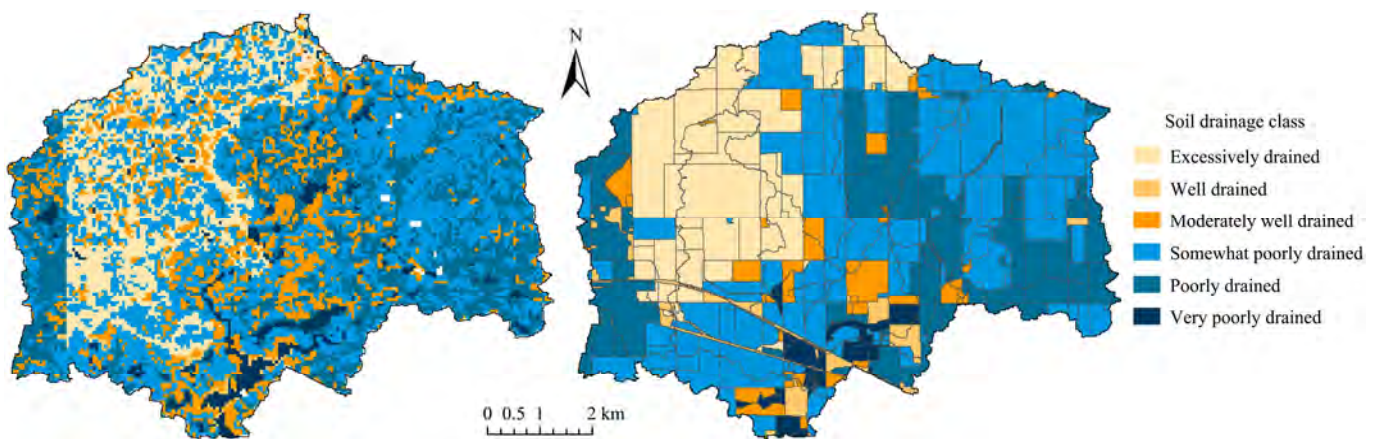 N
Soil drainage class
Excessively drained
Well drained
Moderately well drained
Somewhat poorly drained
Poorly drained
Very poorly drained
0 0.5 1 2 km